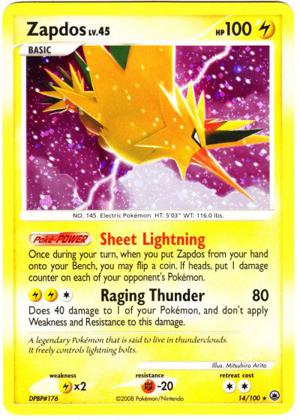 Zapdos LV.45 HP 100
BASIC
NO. 145 Electric Pokémon HT: 5'03" WT: 116.0 lbs.
Poké-POWER Sheet Lightning
Once during your turn, when you put Zapdos from your hand
onto your Bench, you may flip a coin. If heads, put 1 damage
counter on each of your opponent's Pokémon.
Raging Thunder 80
Does 40 damage to 1 of your Pokémon, and don't apply
Weakness and Resistance to this damage.
A legendary Pokémon that is said to live in thunderclouds.
It freely controls lightning bolts.
Illus. Mitsuhiro Arita
weakness resistance retreat cost
×2 -20
DPBP#176 ©2008 Pokémon/Nintendo 14/100 ★